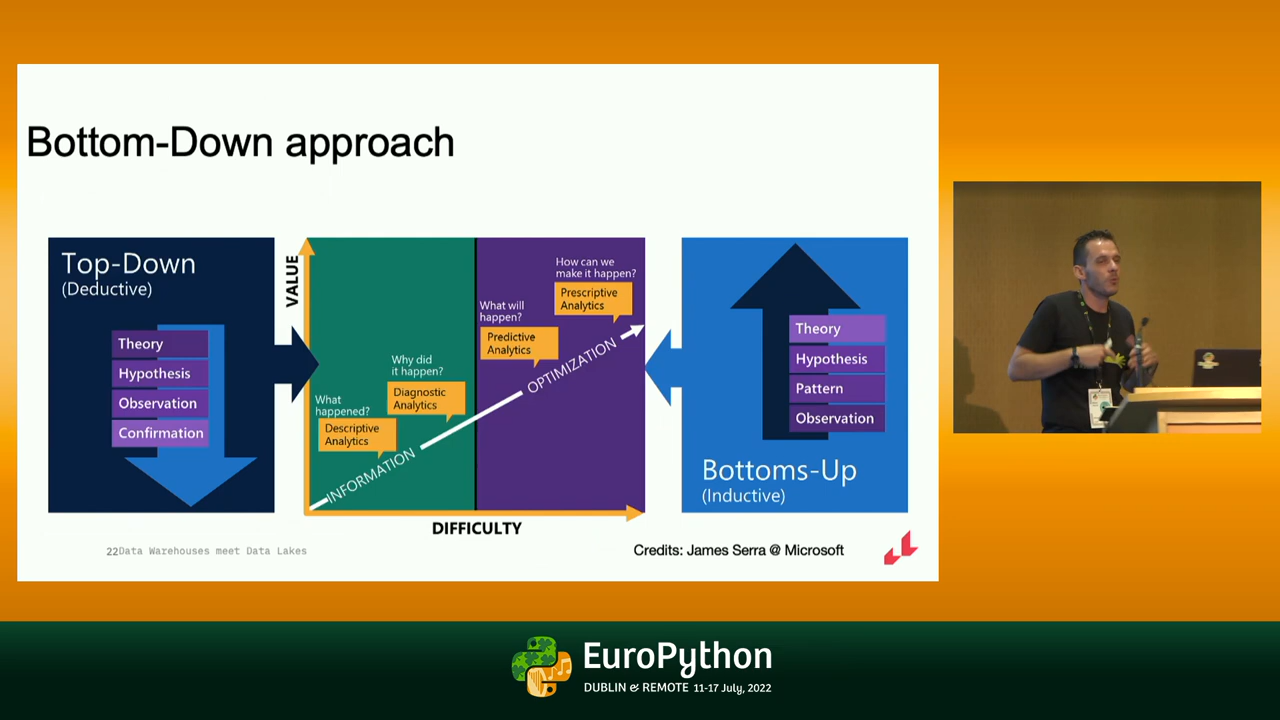 Bottom-Down approach
Top-Down
(Deductive)
Theory
Hypothesis
Observation
Confirmation
VALUE
What
happened?
Descriptive
Analytics
Why did
it happen?
Diagnostic
Analytics
What will
happen?
Predictive
Analytics
How can we
make it happen?
Prescriptive
Analytics
INFORMATION
OPTIMIZATION
DIFFICULTY
Theory
Hypothesis
Pattern
Observation
Bottoms-Up
(Inductive)
22Data Warehouses meet Data Lakes
Credits: James Serra @ Microsoft
EuroPython
DUBLIN & REMOTE 11-17 July, 2022